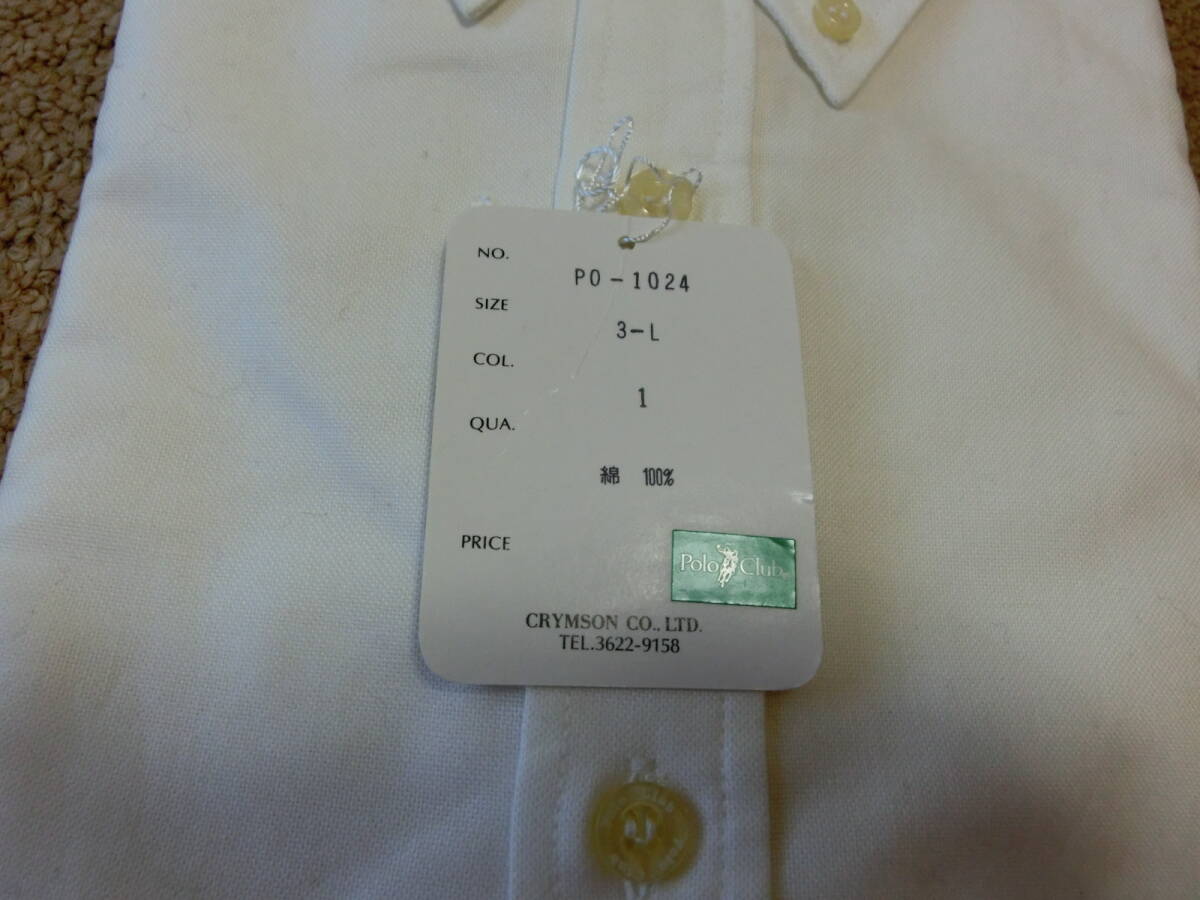 NO. PO-1024
SIZE 3-L
COL. 1
QUA. 綿 100%
PRICE
Polo Club
CRYMSON CO., LTD.
TEL.3622-9158